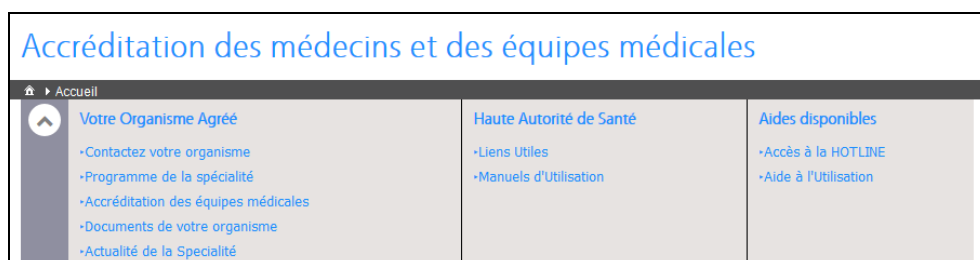 Accréditation des médecins et des équipes médicales
Accueil
Votre Organisme Agréé
Contactez votre organisme
Programme de la spécialité
Accréditation des équipes médicales
Documents de votre organisme
Actualité de la Specialité
Haute Autorité de Santé
Liens Utiles
Manuels d'Utilisation
Aides disponibles
Accès à la HOTLINE
Aide à l'Utilisation